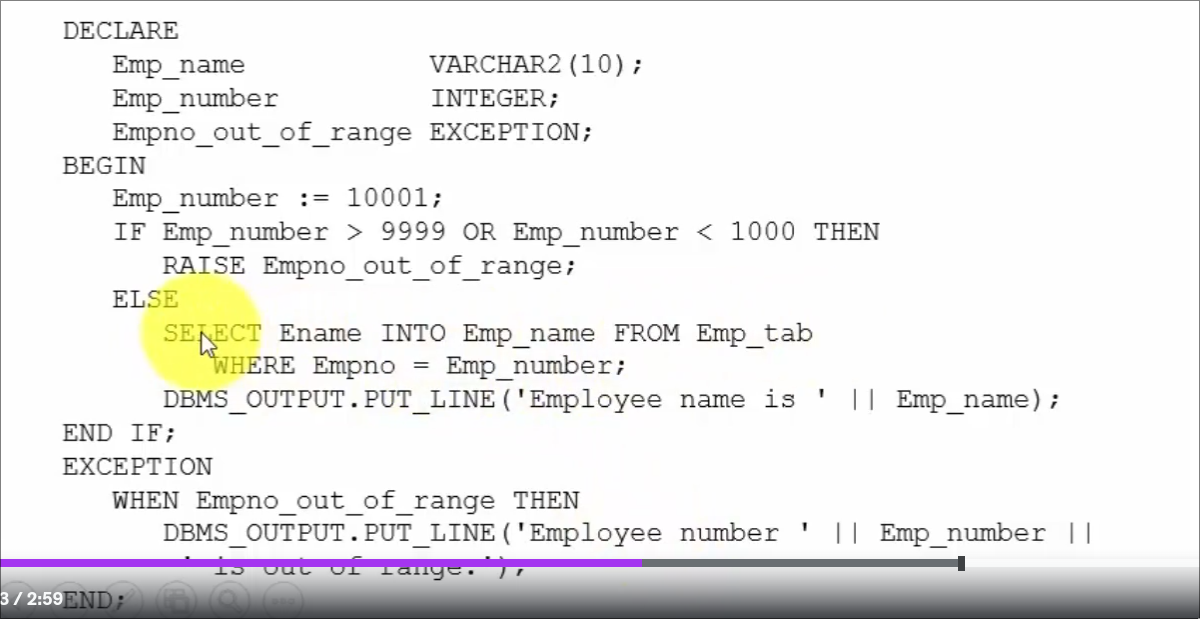 DECLARE
Emp_name VARCHAR2(10);
Emp_number INTEGER;
Empno_out_of_range EXCEPTION;
BEGIN
Emp_number := 10001;
IF Emp_number > 9999 OR Emp_number < 1000 THEN
RAISE Empno_out_of_range;
ELSE
SELECT Ename INTO Emp_name FROM Emp_tab
WHERE Empno = Emp_number;
DBMS_OUTPUT.PUT_LINE('Employee name is ' || Emp_name);
END IF;
EXCEPTION
WHEN Empno_out_of_range THEN
DBMS_OUTPUT.PUT_LINE('Employee number ' || Emp_number ||
' is out of range.');
3 / 2:59
END;